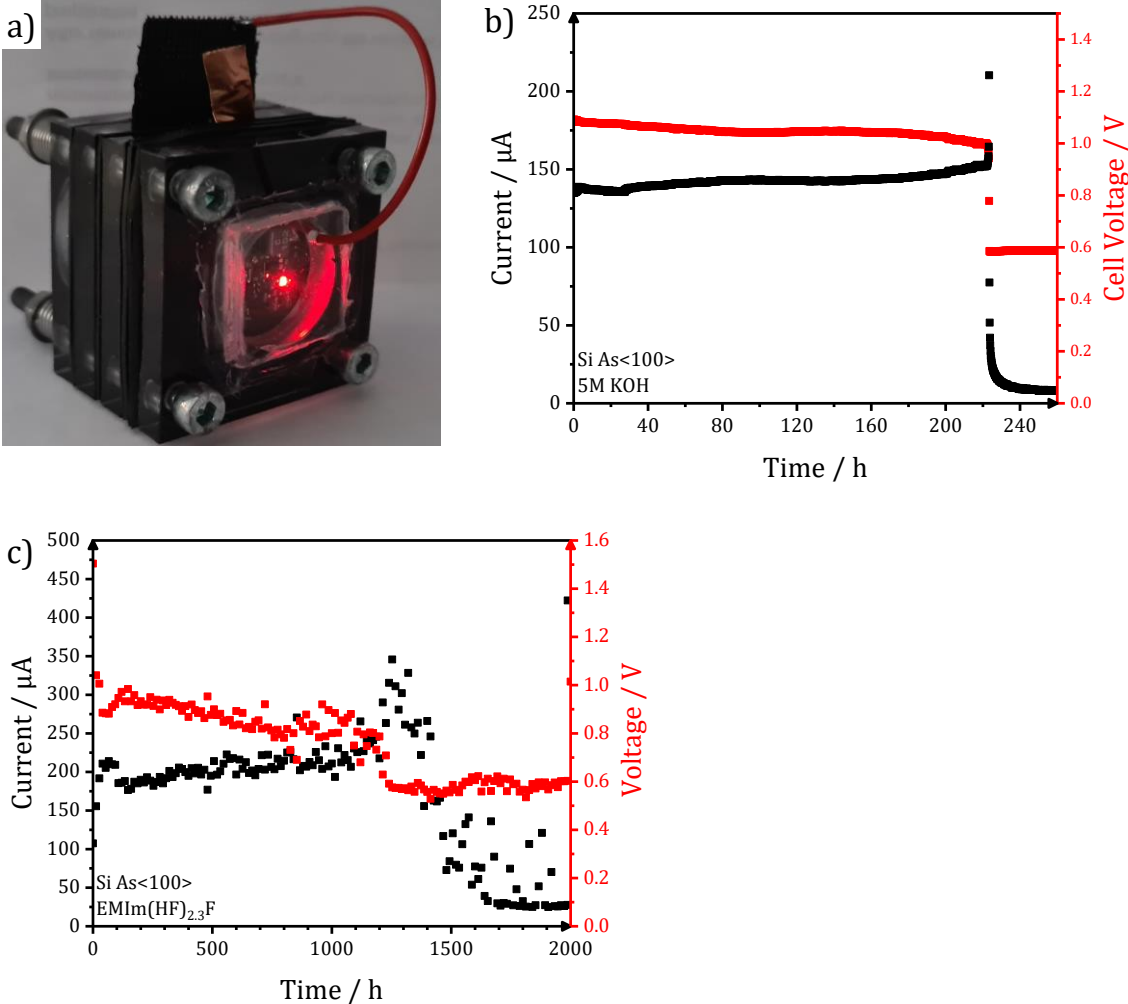 a)
b)
250
200
150
100
50
0
Current / µA
1.4
1.2
1.0
0.8
0.6
0.4
0.2
0.0
Cell Voltage / V
Si As<100>
5M KOH
0 40 80 120 160 200 240
Time / h
c)
500
450
400
350
300
250
200
150
100
50
0
Current / µA
1.6
1.4
1.2
1.0
0.8
0.6
0.4
0.2
0.0
Voltage / V
Si As<100>
EMIm(HF)₂.₃F
0 500 1000 1500 2000
Time / h